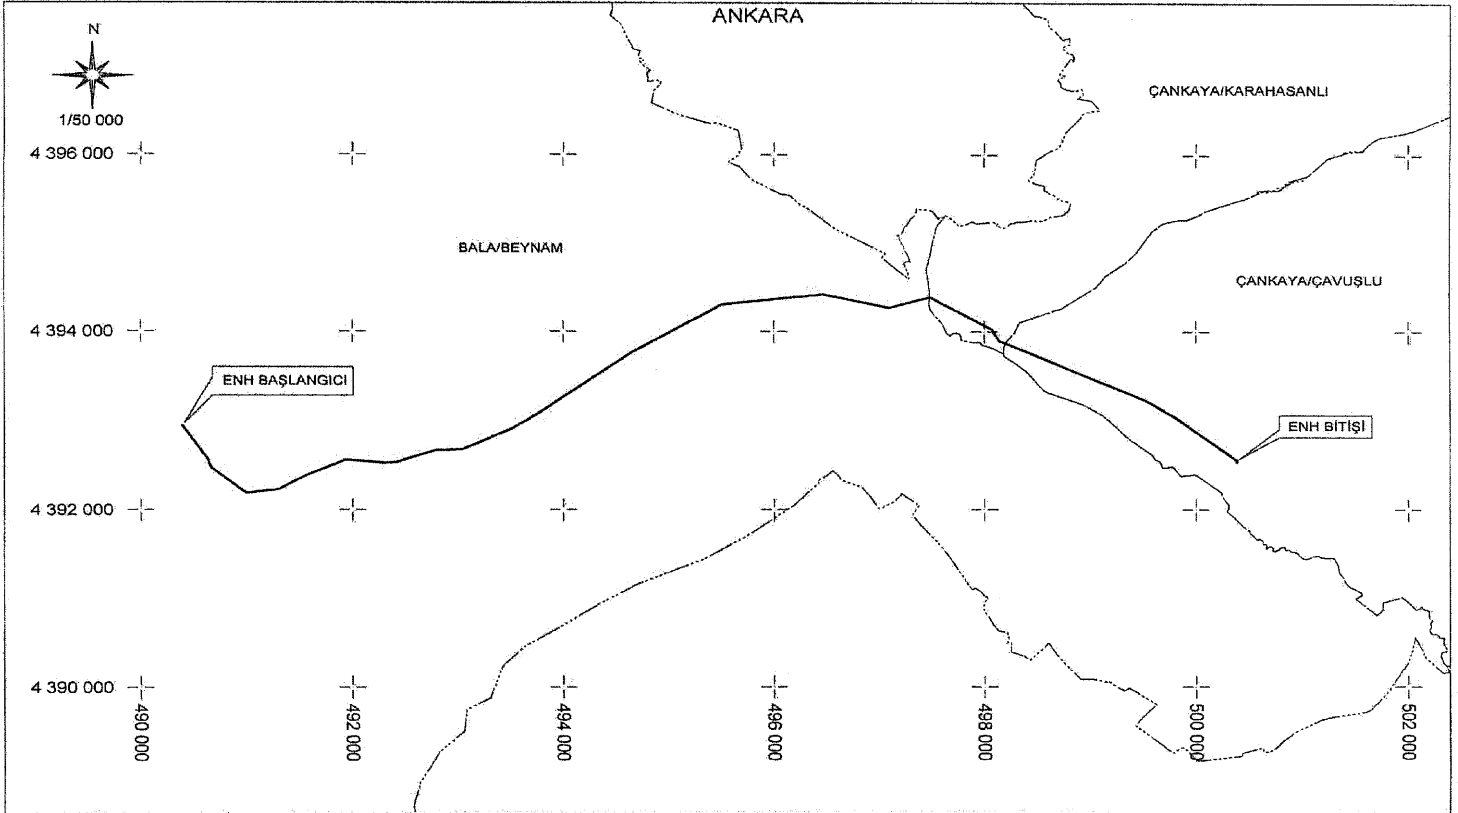 ANKARA
N
1/50 000
ÇANKAYA/KARAHASANLI
4 396 000
BALA/BEYNAM
ÇANKAYA/ÇAVUŞLU
4 394 000
ENH BAŞLANGICI
ENH BİTİŞİ
4 392 000
4 390 000
490 000
492 000
494 000
496 000
498 000
500 000
502 000